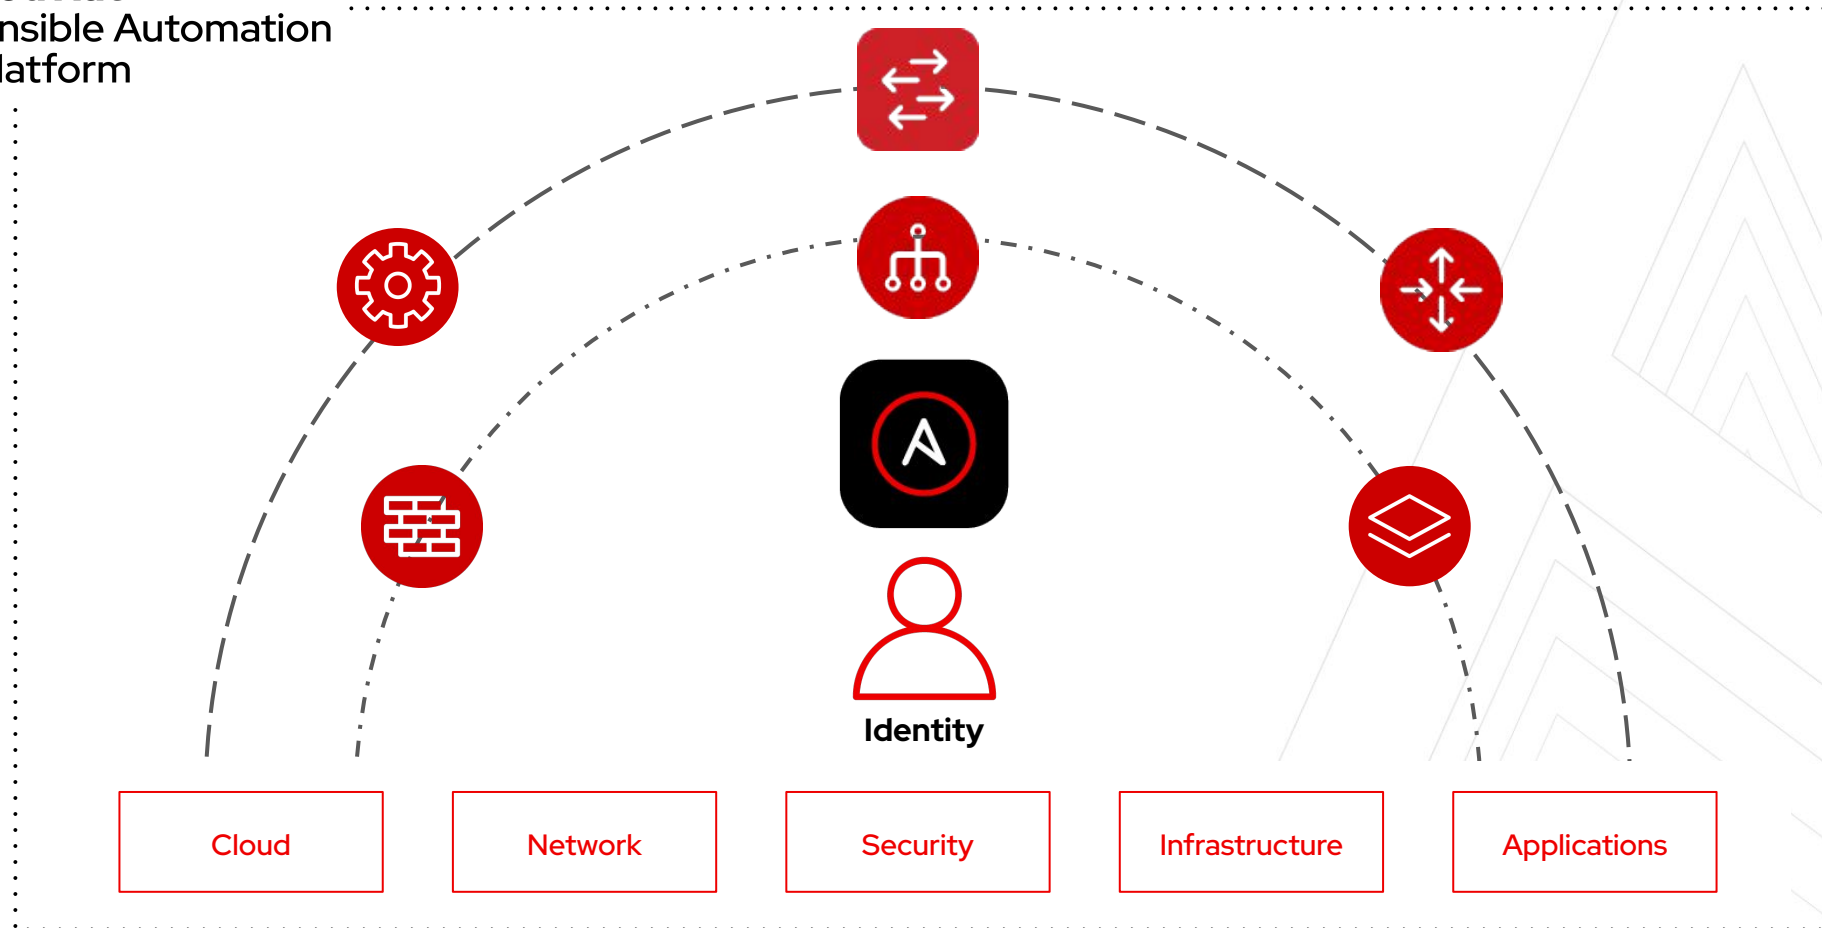 nsible Automation
latform
Identity
Cloud
Network
Security
Infrastructure
Applications